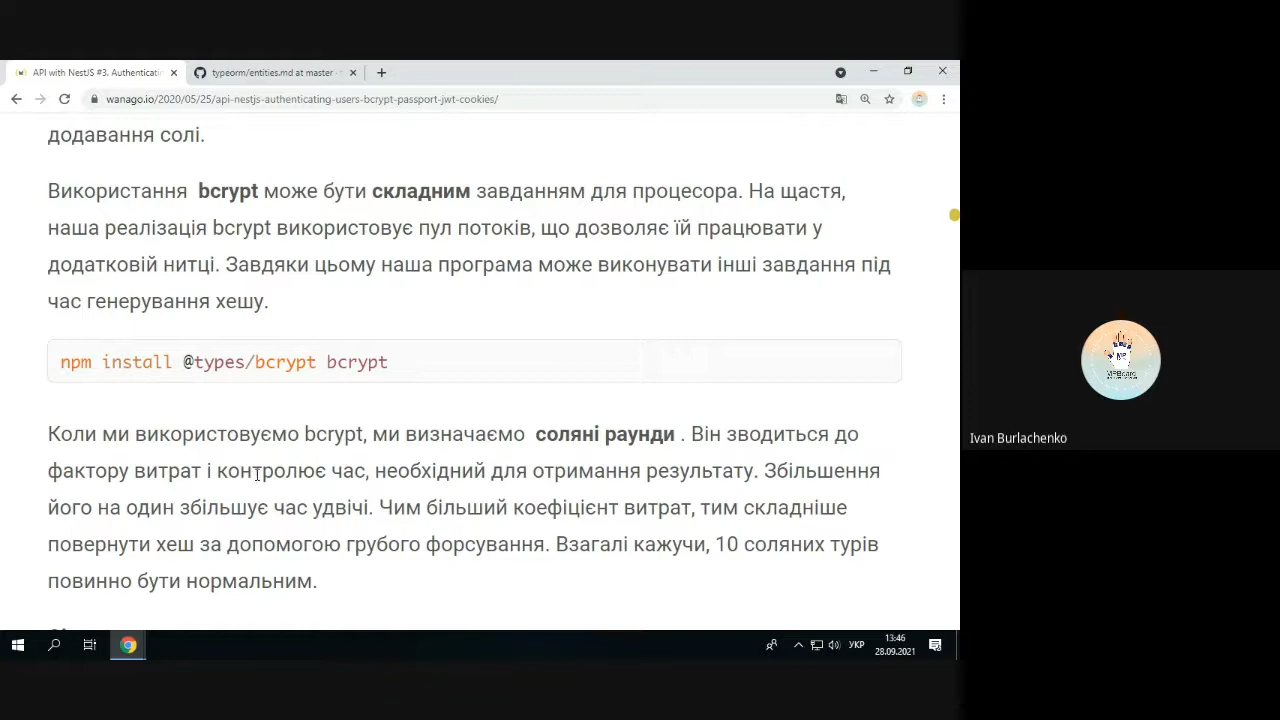 API with NestJS #3. Authenticatin
typeorm/entities.md at master ·
wanago.io/2020/05/25/api-nestjs-authenticating-users-bcrypt-passport-jwt-cookies/
додавання солі.
Використання bcrypt може бути складним завданням для процесора. На щастя,
наша реалізація bcrypt використовує пул потоків, що дозволяє їй працювати у
додатковій нитці. Завдяки цьому наша програма може виконувати інші завдання під
час генерування хешу.
npm install @types/bcrypt bcrypt
Коли ми використовуємо bcrypt, ми визначаємо соляні раунди . Він зводиться до
фактору витрат і контролює час, необхідний для отримання результату. Збільшення
його на один збільшує час удвічі. Чим більший коефіцієнт витрат, тим складніше
повернути хеш за допомогою грубого форсування. Взагалі кажучи, 10 соляних турів
повинно бути нормальним.
MPBoard
Ivan Burlachenko
УКР
13:46
28.09.2021